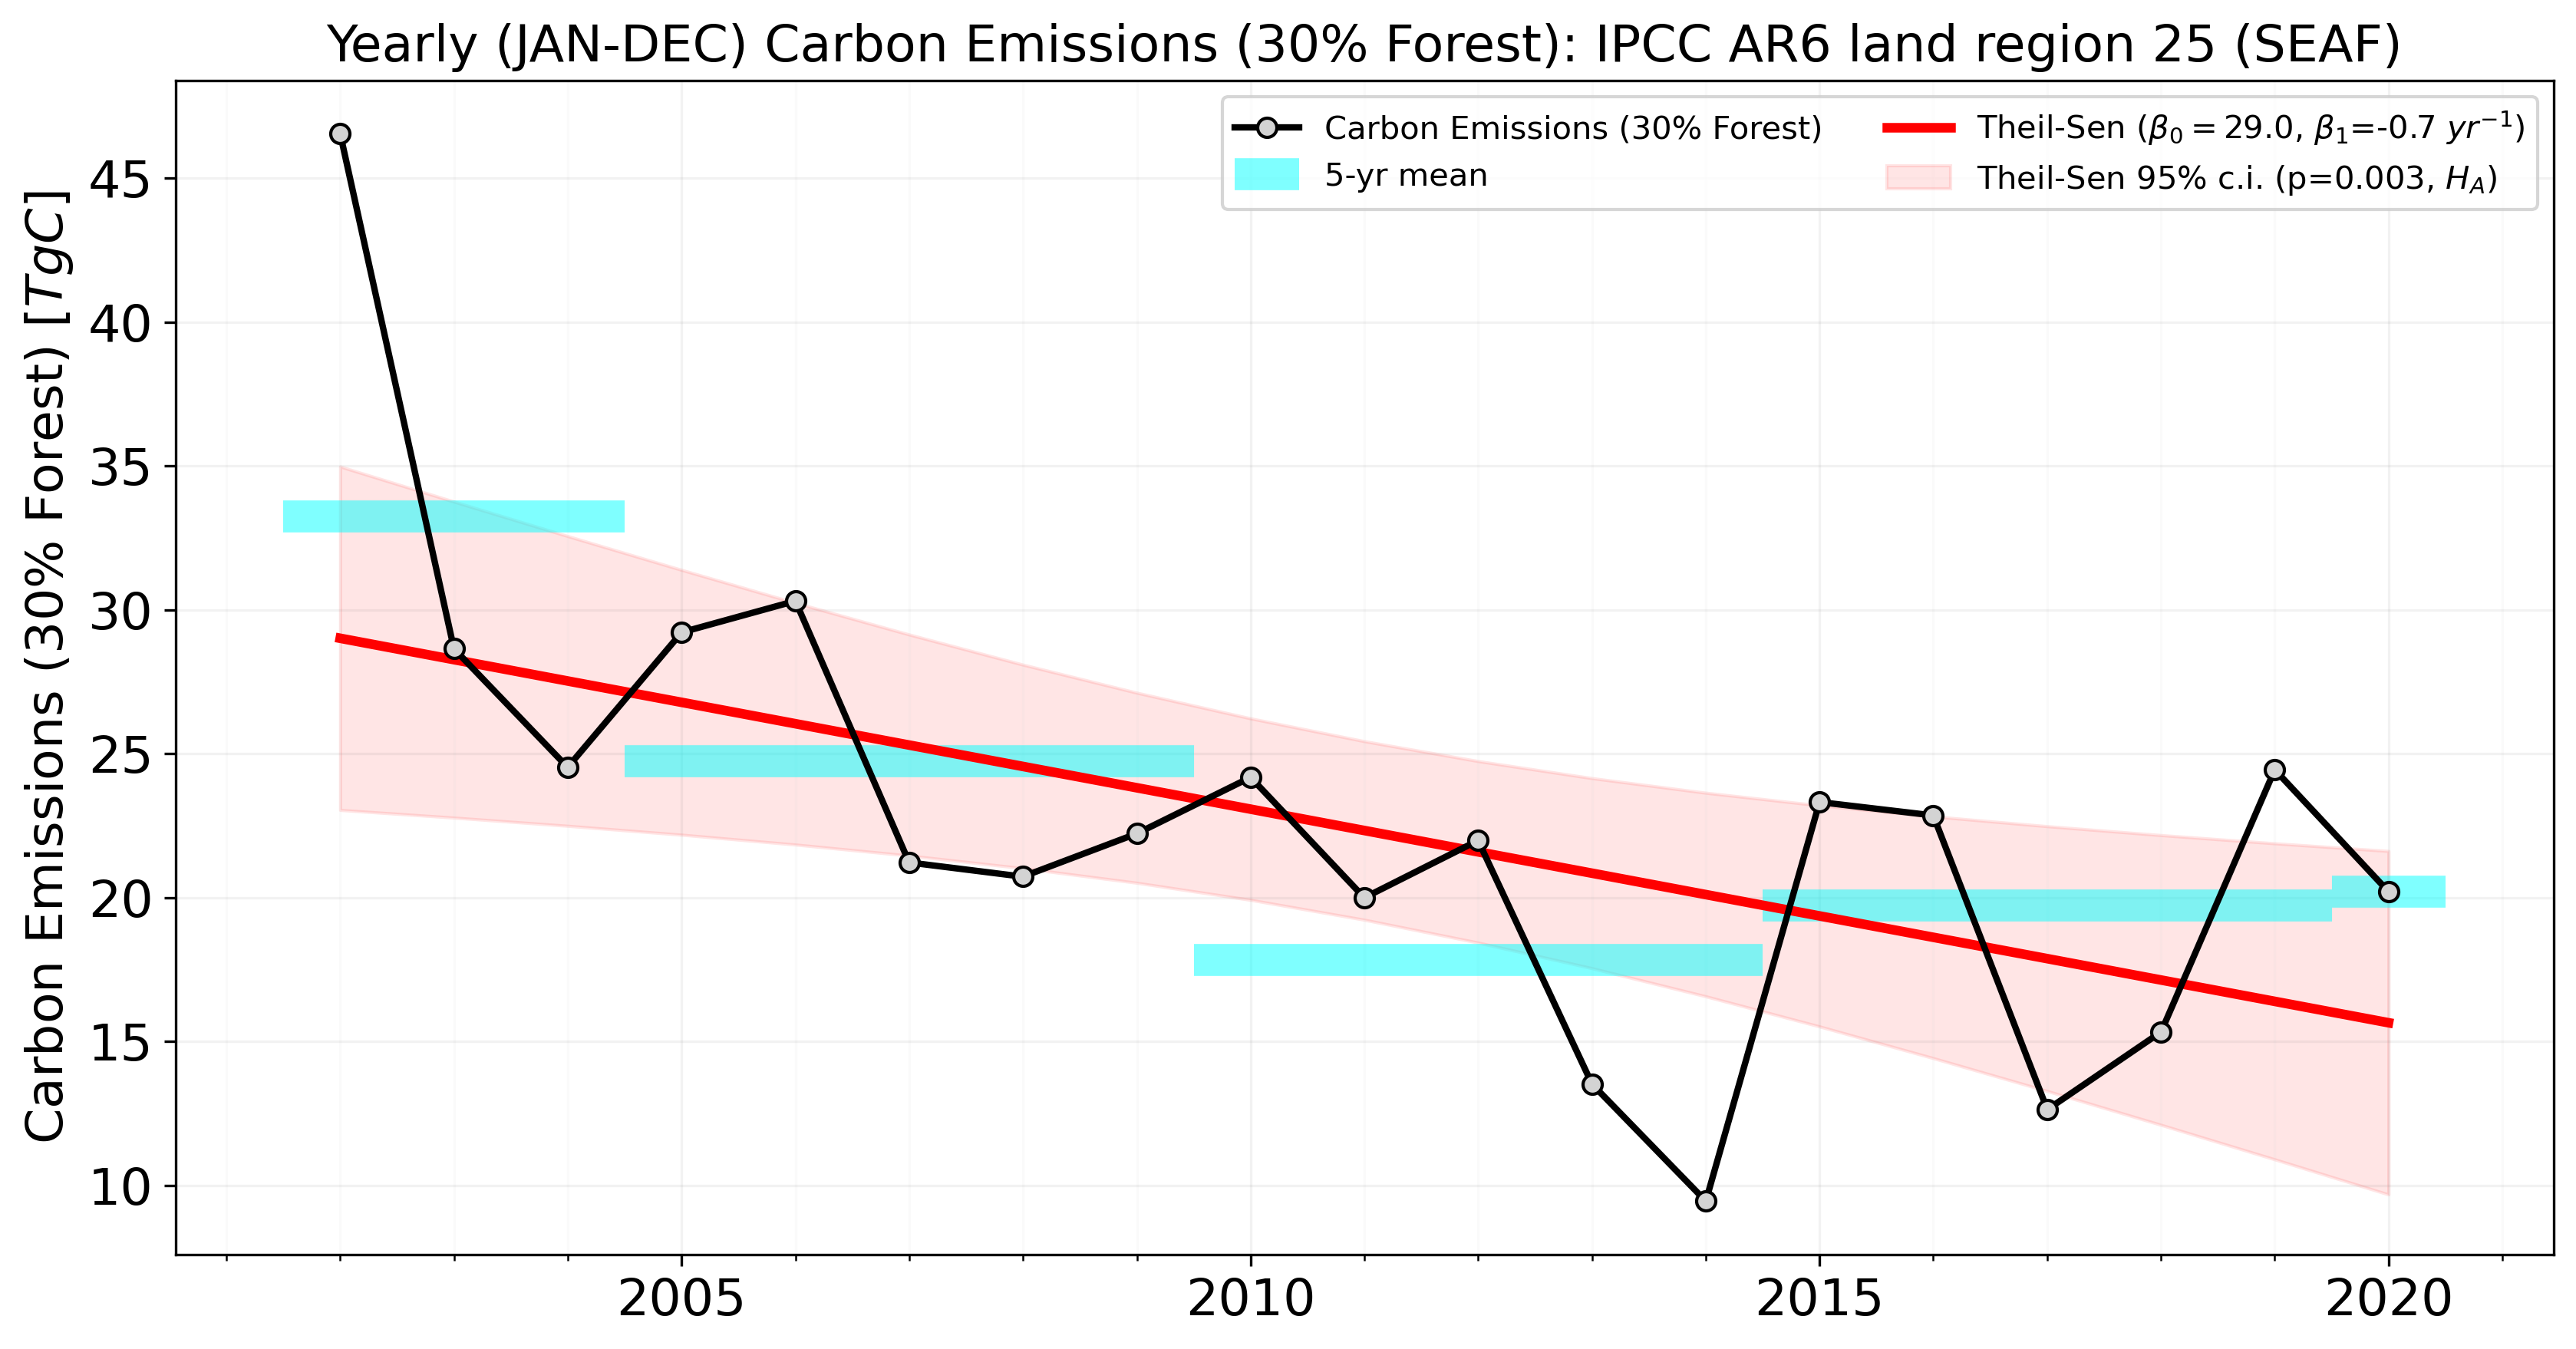 Yearly (JAN-DEC) Carbon Emissions (30% Forest): IPCC AR6 land region 25 (SEAF)
Carbon Emissions (30% Forest)
5-yr mean
Theil-Sen (β₀ = 29.0, β₁=-0.7 yr⁻¹)
Theil-Sen 95% c.i. (p=0.003, H_A)
Carbon Emissions (30% Forest) [TgC]
45
40
35
30
25
20
15
10
2005
2010
2015
2020